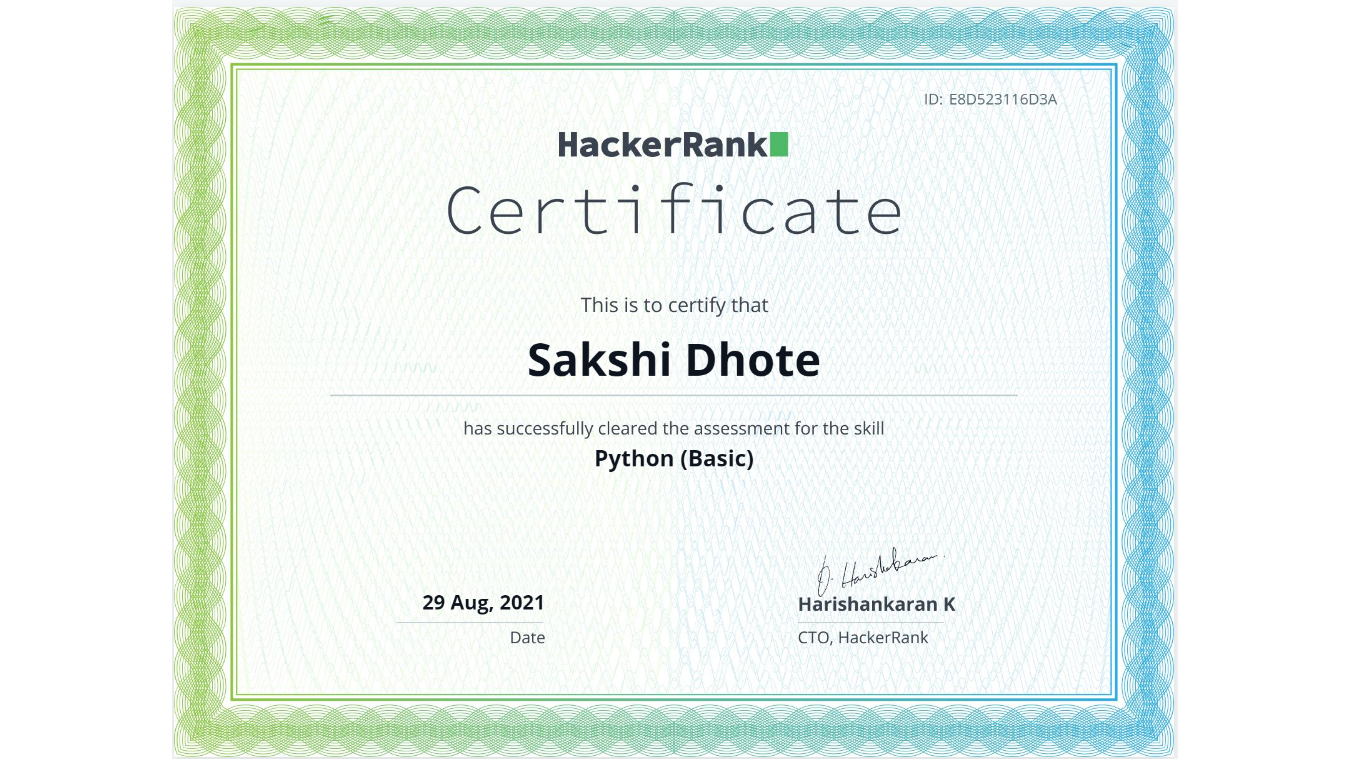 ID: E8D523116D3A
HackerRank
Certificate
This is to certify that
Sakshi Dhote
has successfully cleared the assessment for the skill
Python (Basic)
29 Aug, 2021
Date
Harishankaran K
CTO, HackerRank